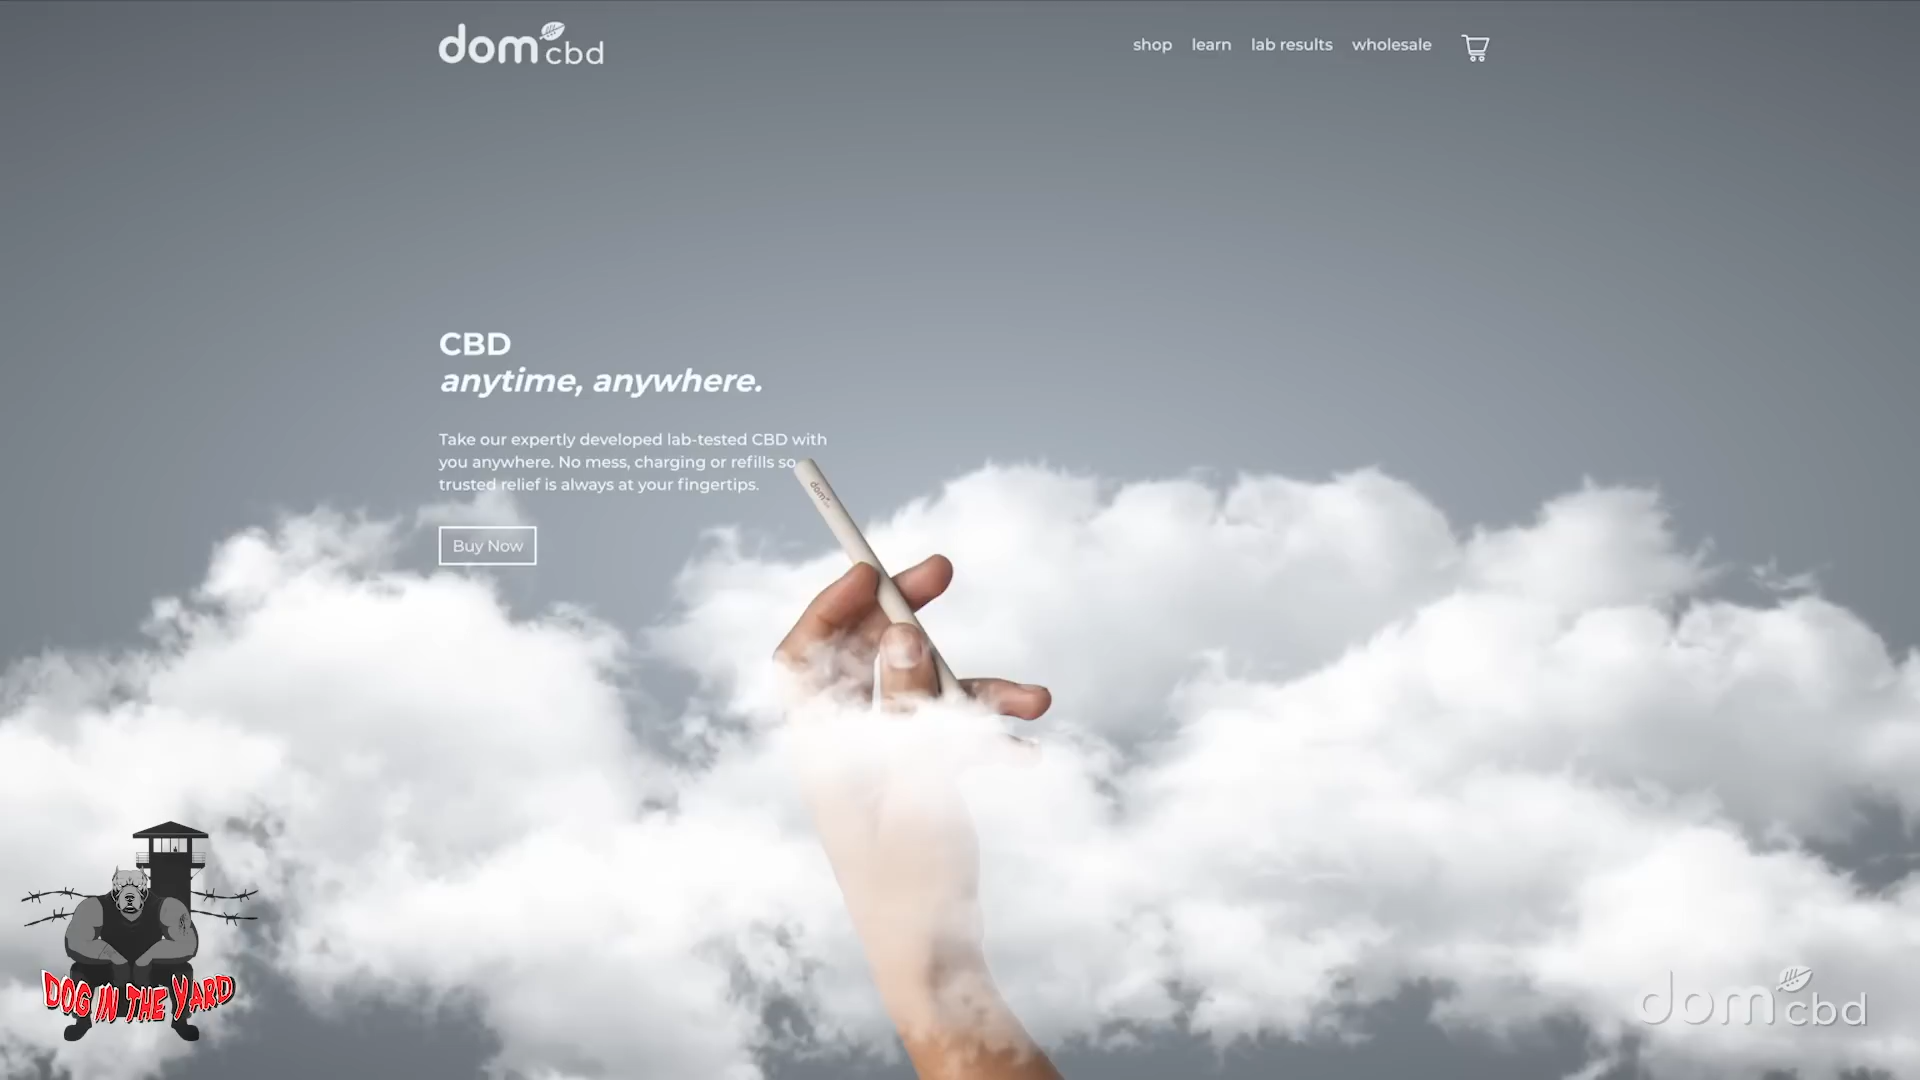 dom cbd
shop learn lab results wholesale
CBD
anytime, anywhere.
Take our expertly developed lab-tested CBD with
you anywhere. No mess, charging or refills so
trusted relief is always at your fingertips.
Buy Now
dom
DOG IN THE YARD
dom cbd